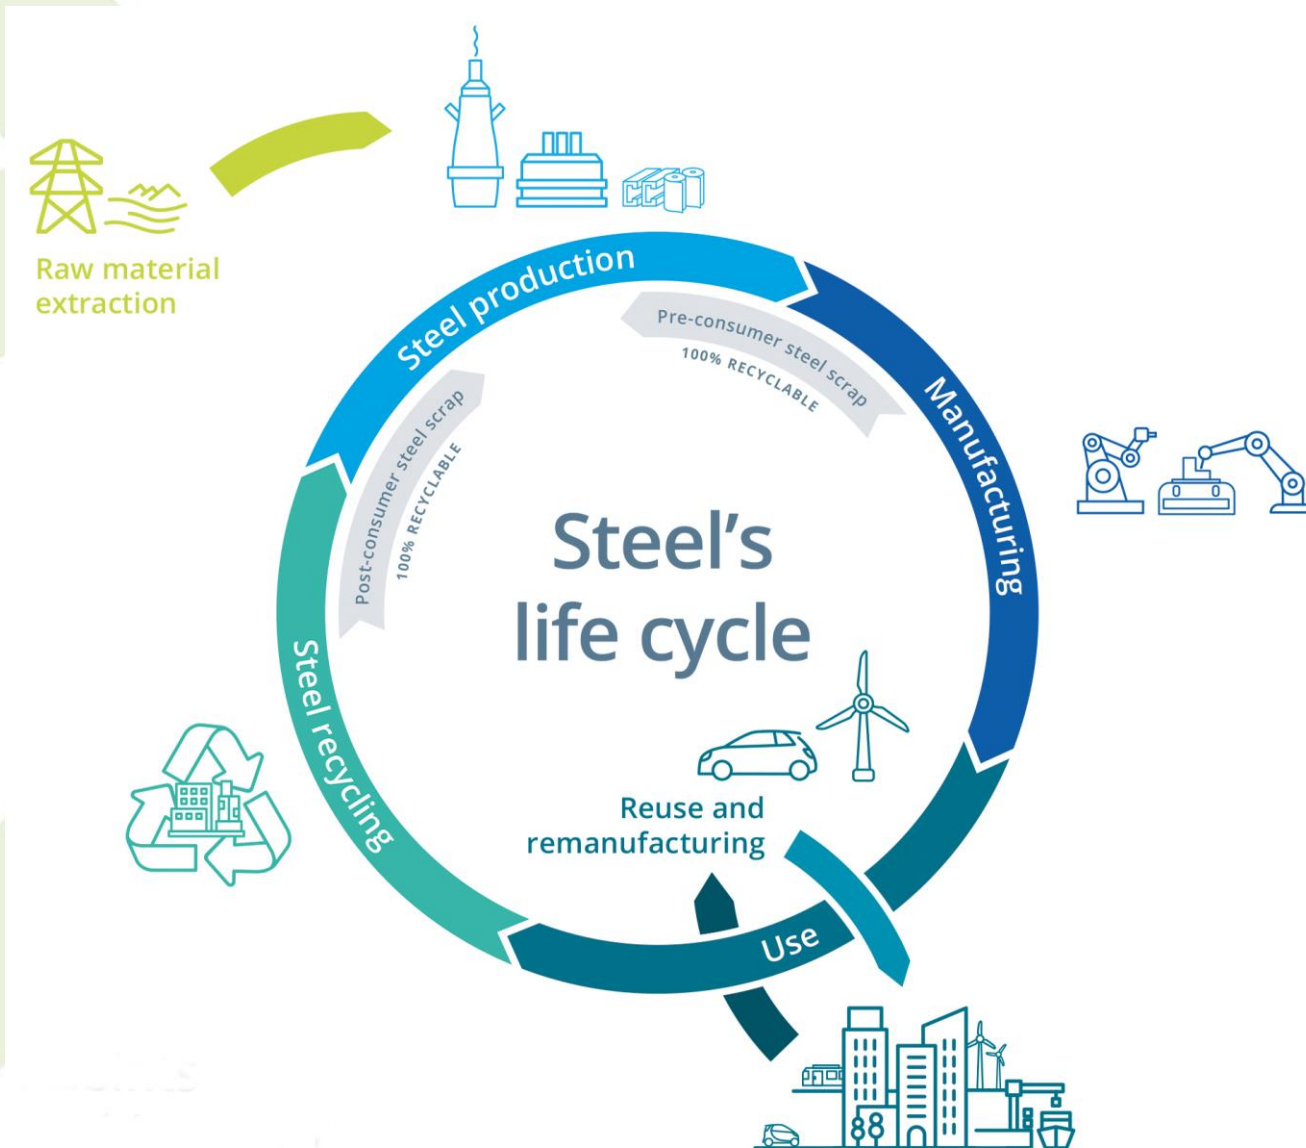 Raw material
extraction
Steel production
Pre-consumer steel scrap
100% RECYCLABLE
Manufacturing
Post-consumer steel scrap
100% RECYCLABLE
Steel's
life cycle
Steel recycling
Reuse and
remanufacturing
Use